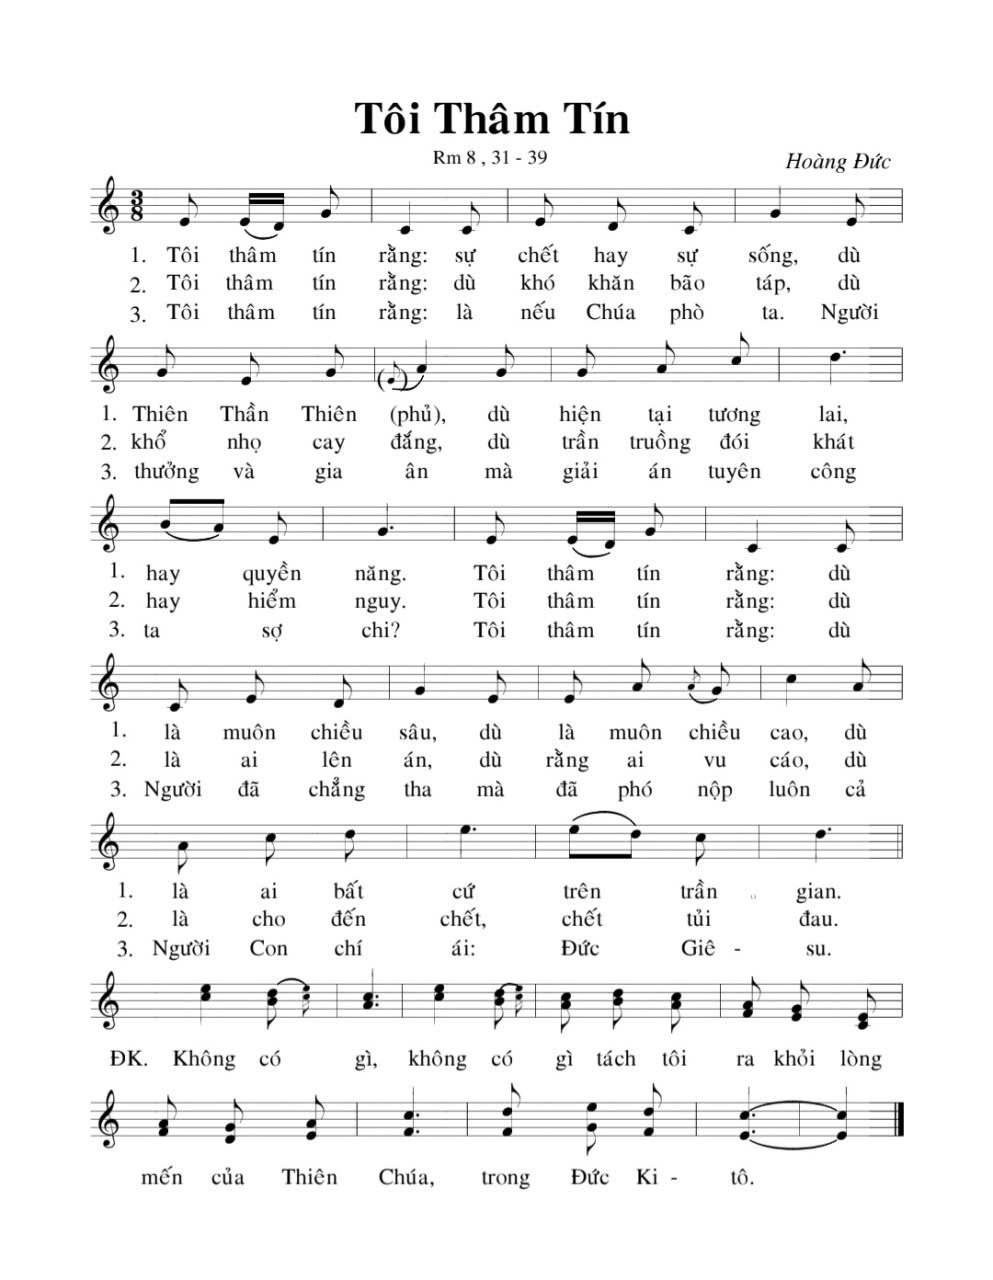 Tôi Thâm Tín
Rm 8 , 31 - 39
Hoàng Đức
3
8
1. Tôi thâm tín rằng: sự chết hay sự sống, dù
2. Tôi thâm tín rằng: dù khó khăn bão táp, dù
3. Tôi thâm tín rằng: là nếu Chúa phò ta. Người
1. Thiên Thần Thiên (phủ), dù hiện tại tương lai,
2. khổ nhọ cay đắng, dù trần truồng đói khát
3. thưởng và gia ân mà giải án tuyên công
1. hay quyền năng. Tôi thâm tín rằng: dù
2. hay hiểm nguy. Tôi thâm tín rằng: dù
3. ta sợ chi? Tôi thâm tín rằng: dù
1. là muôn chiều sâu, dù là muôn chiều cao, dù
2. là ai lên án, dù rằng ai vu cáo, dù
3. Người đã chẳng tha mà đã phó nộp luôn cả
1. là ai bất cứ trên trần gian.
2. là cho đến chết, chết tủi đau.
3. Người Con chí ái: Đức Giê - su.
ĐK. Không có gì, không có gì tách tôi ra khỏi lòng
mến của Thiên Chúa, trong Đức Ki - tô.